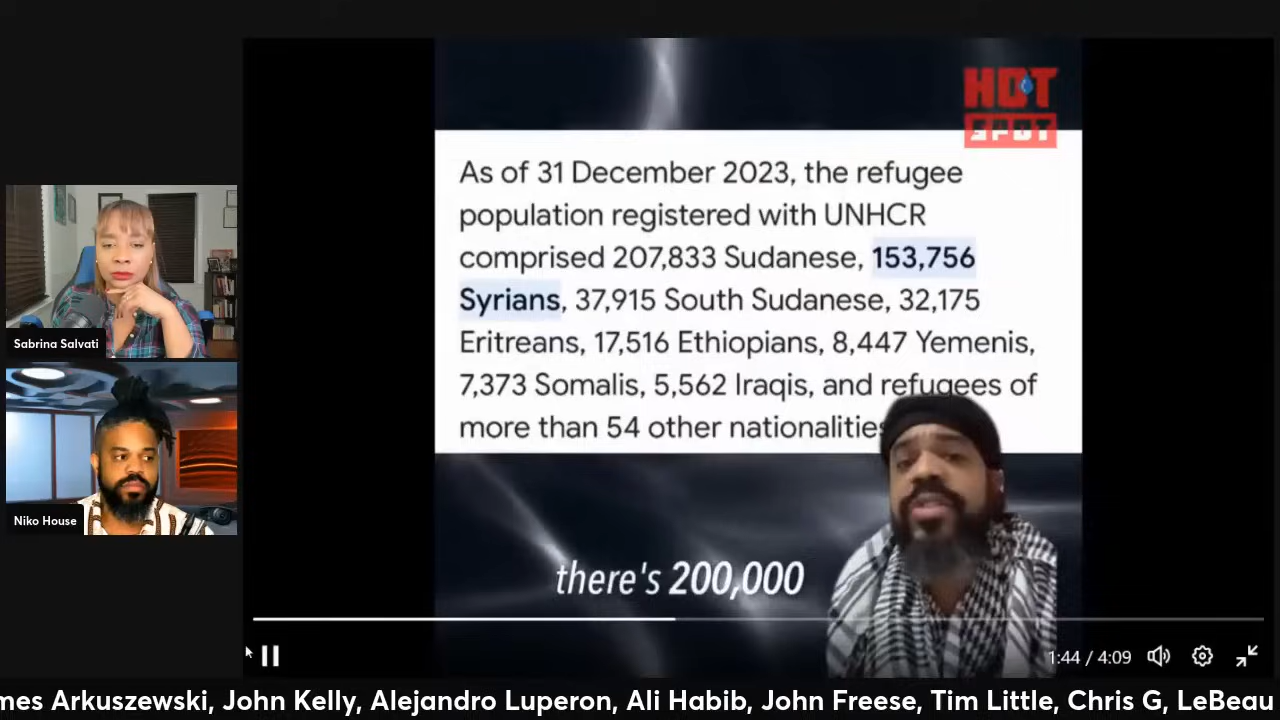 HOT
SPOT
As of 31 December 2023, the refugee
population registered with UNHCR
comprised 207,833 Sudanese, 153,756
Syrians, 37,915 South Sudanese, 32,175
Eritreans, 17,516 Ethiopians, 8,447 Yemenis,
7,373 Somalis, 5,562 Iraqis, and refugees of
more than 54 other nationalities
Sabrina Salvati
Niko House
there's 200,000
1:44 / 4:09
mes Arkuszewski, John Kelly, Alejandro Luperon, Ali Habib, John Freese, Tim Little, Chris G, LeBeau